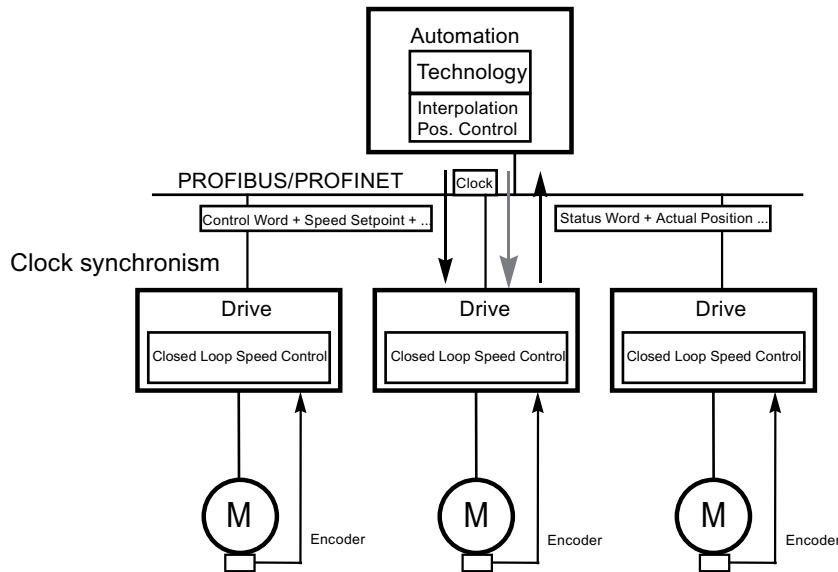 Automation
Technology
Interpolation
Pos. Control
PROFIBUS/PROFINET
Clock
Control Word + Speed Setpoint + ...
Status Word + Actual Position ...
Clock synchronism
Drive
Drive
Drive
Closed Loop Speed Control
Closed Loop Speed Control
Closed Loop Speed Control
M
M
M
Encoder
Encoder
Encoder